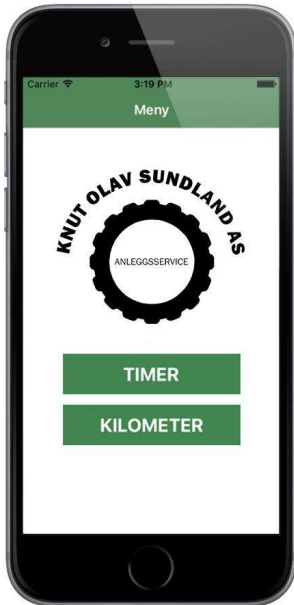 Carrier 3:19 PM
Meny
KNUT OLAV SUNDLAND AS
ANLEGGSSERVICE
TIMER
KILOMETER